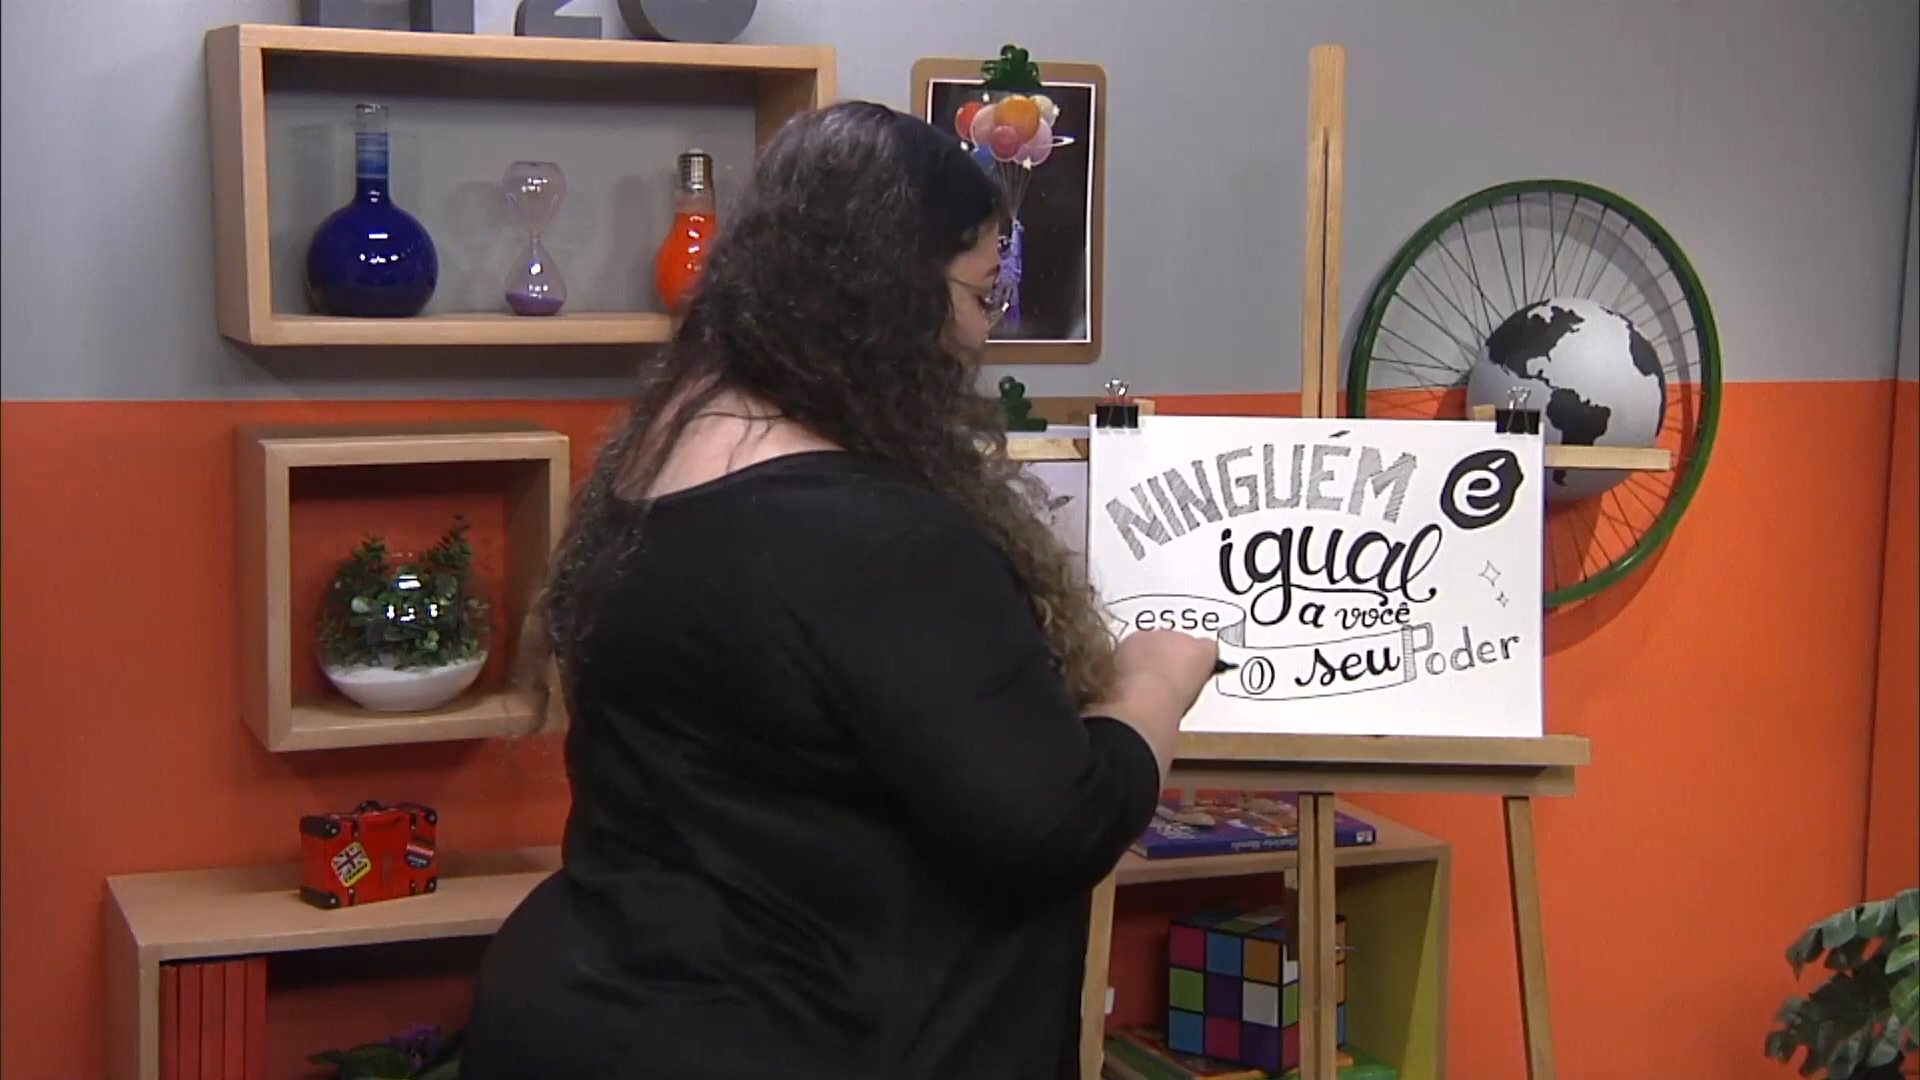 NINGUÉM é
igual
a você
esse
O seu Poder